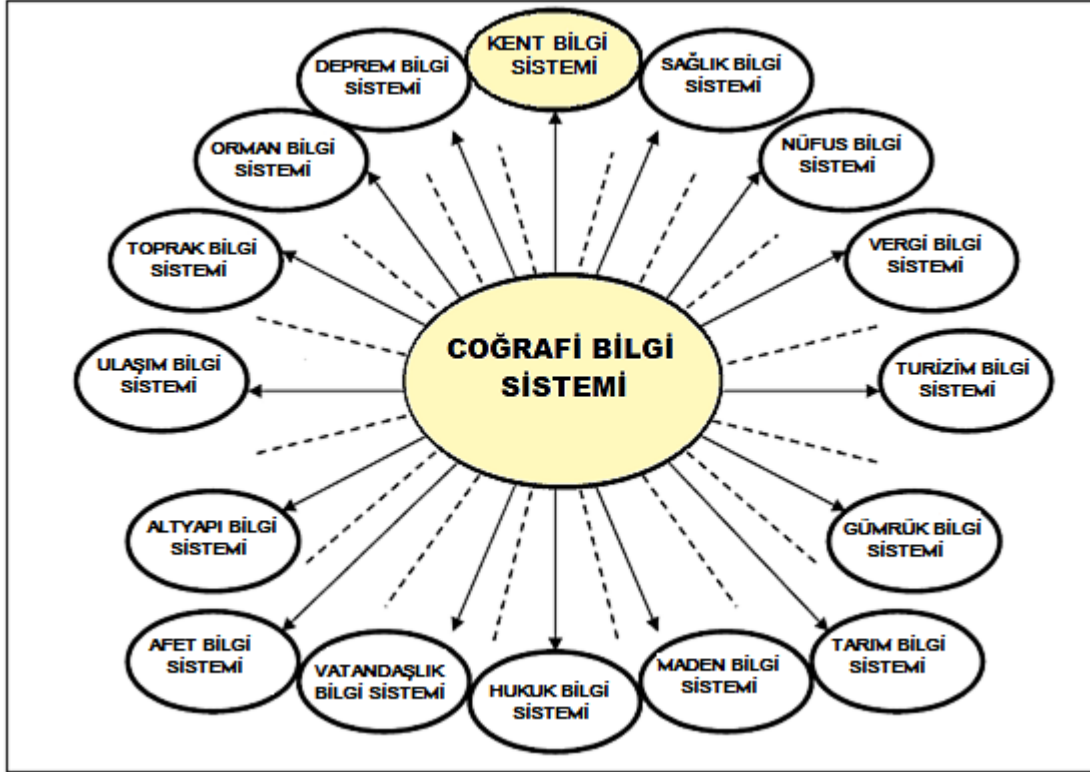 KENT BİLGİ
SİSTEMİ
DEPREM BİLGİ
SİSTEMİ
SAĞLIK BİLGİ
SİSTEMİ
ORMAN BİLGİ
SİSTEMİ
NÜFUS BİLGİ
SİSTEMİ
TOPRAK BİLGİ
SİSTEMİ
VERGİ BİLGİ
SİSTEMİ
COĞRAFİ BİLGİ
SİSTEMİ
ULAŞIM BİLGİ
SİSTEMİ
TURİZİM BİLGİ
SİSTEMİ
ALTYAPI BİLGİ
SİSTEMİ
GÜMRÜK BİLGİ
SİSTEMİ
AFET BİLGİ
SİSTEMİ
VATANDAŞLIK
BİLGİ SİSTEMİ
HUKUK BİLGİ
SİSTEMİ
MADEN BİLGİ
SİSTEMİ
TARIM BİLGİ
SİSTEMİ